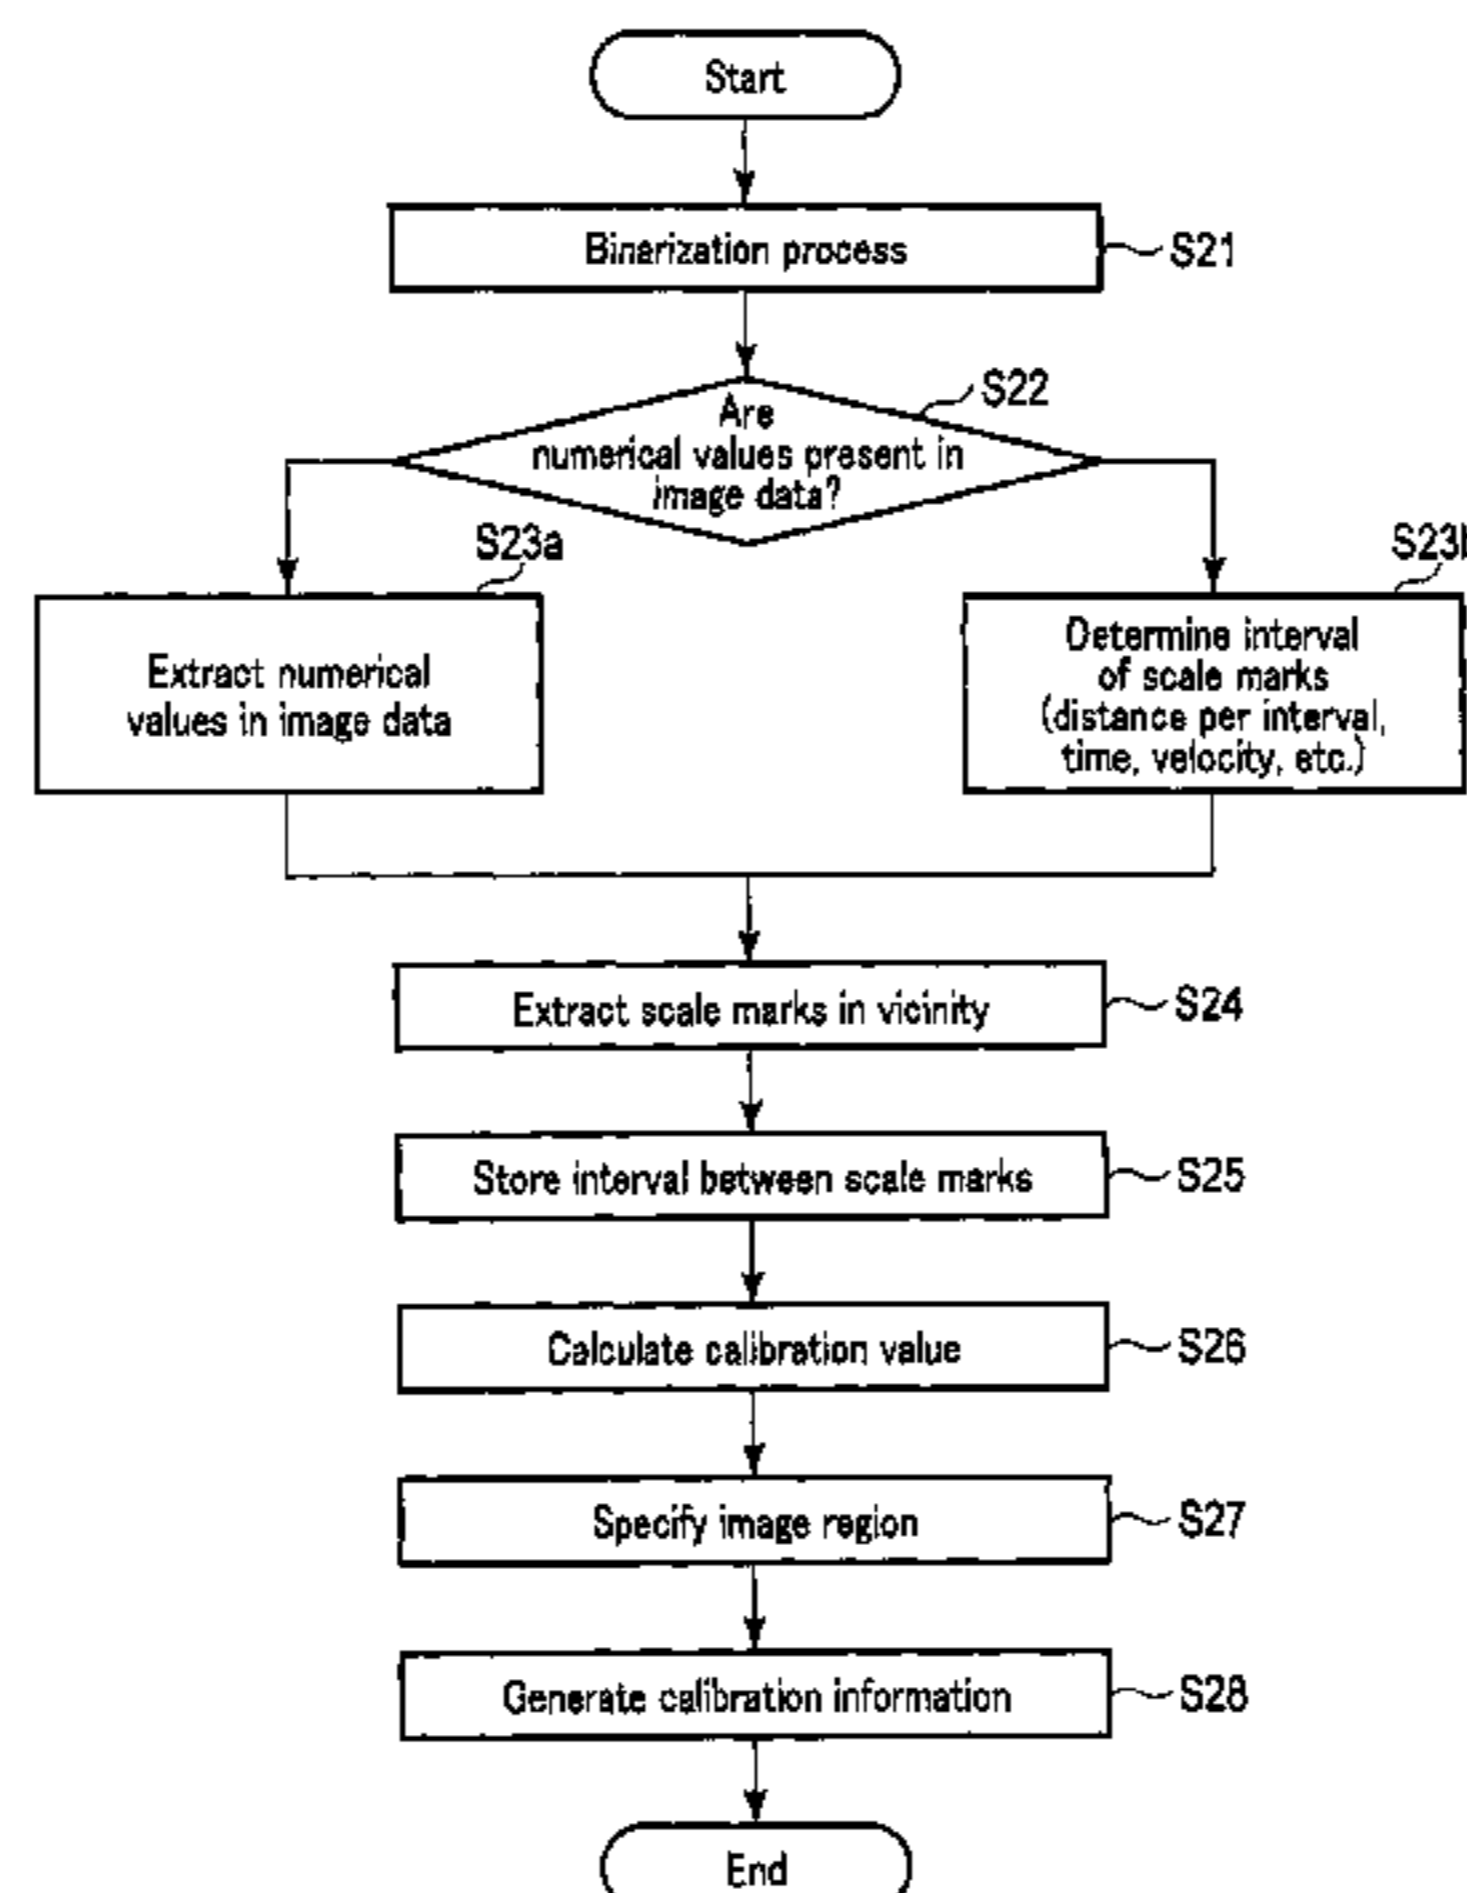 Start
Binarization process
S21
S22
Are
numerical values present in
image data?
S23a
Extract numerical
values in image data
S23b
Determine interval
of scale marks
(distance per interval,
time, velocity, etc.)
Extract scale marks in vicinity
S24
Store interval between scale marks
S25
Calculate calibration value
S26
Specify image region
S27
Generate calibration information
S28
End